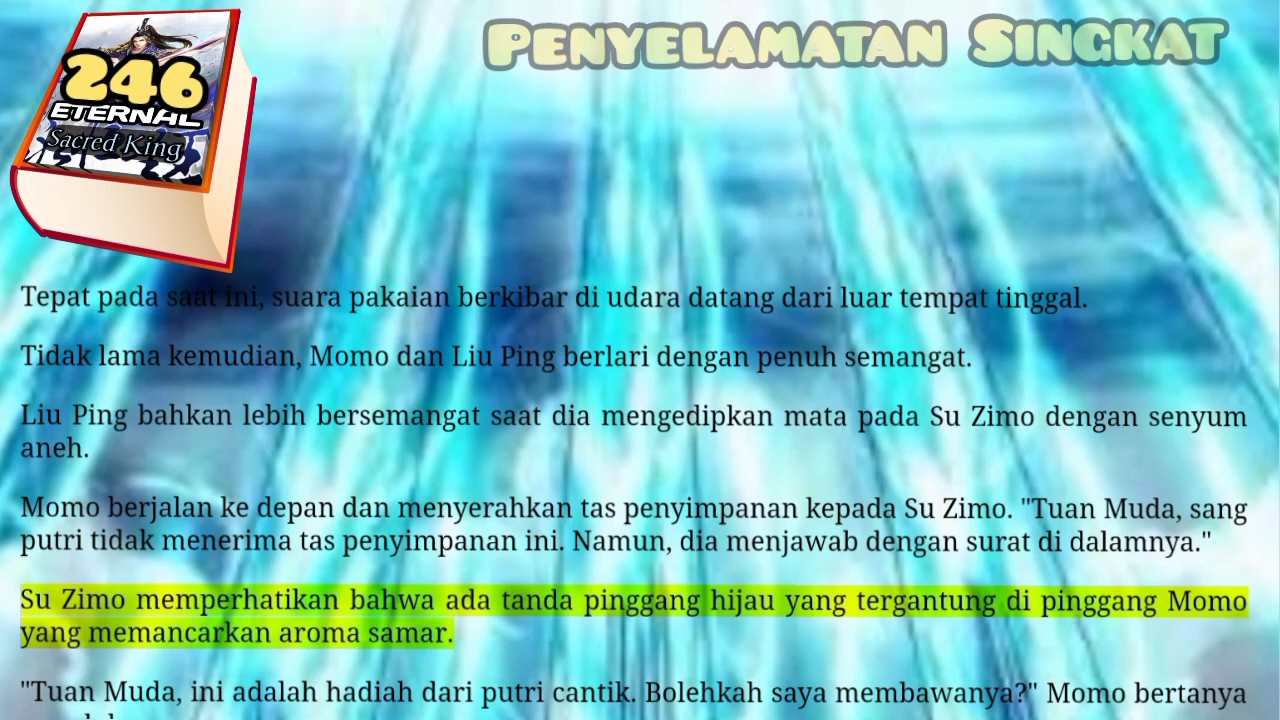 Penyelamatan Singkat
246
ETERNAL
Sacred King
Tepat pada saat ini, suara pakaian berkibar di udara datang dari luar tempat tinggal.
Tidak lama kemudian, Momo dan Liu Ping berlari dengan penuh semangat.
Liu Ping bahkan lebih bersemangat saat dia mengedipkan mata pada Su Zimo dengan senyum
aneh.
Momo berjalan ke depan dan menyerahkan tas penyimpanan kepada Su Zimo. "Tuan Muda, sang
putri tidak menerima tas penyimpanan ini. Namun, dia menjawab dengan surat di dalamnya."
Su Zimo memperhatikan bahwa ada tanda pinggang hijau yang tergantung di pinggang Momo
yang memancarkan aroma samar.
"Tuan Muda, ini adalah hadiah dari putri cantik. Bolehkah saya membawanya?" Momo bertanya